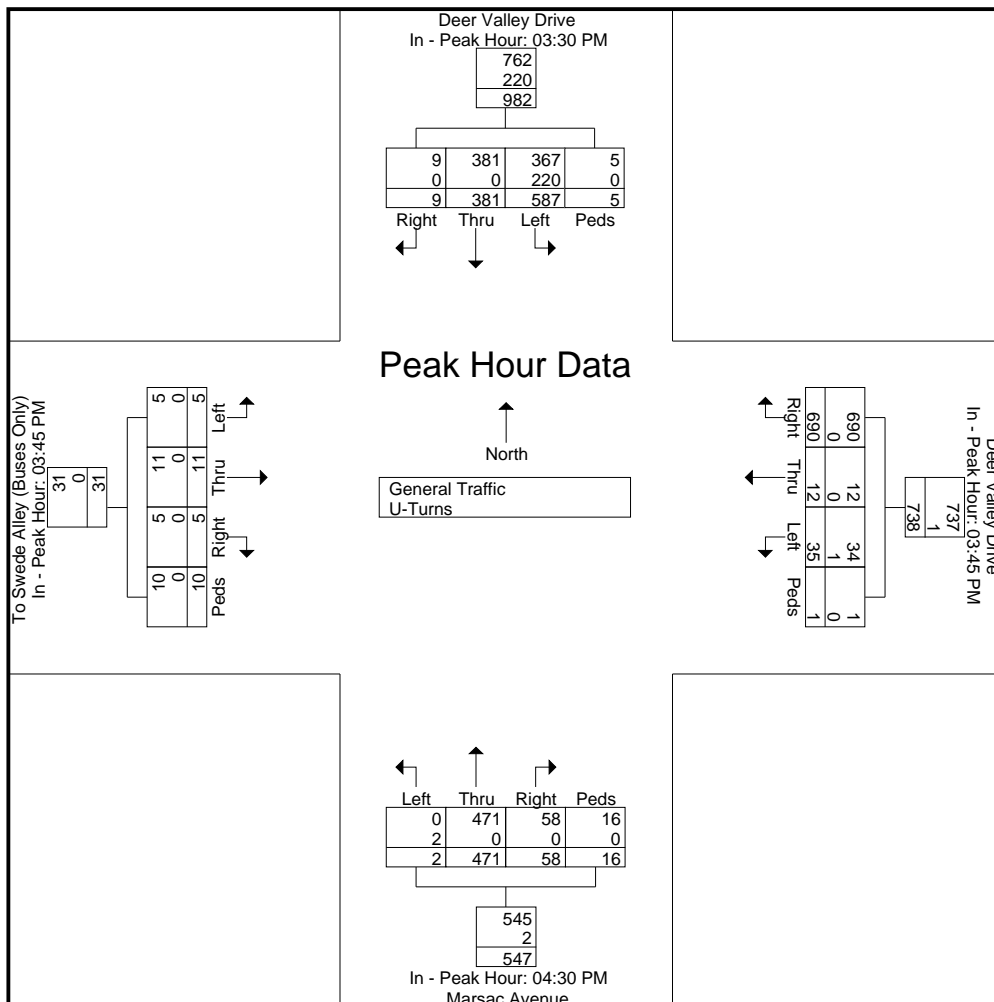 Deer Valley Drive
In - Peak Hour: 03:30 PM
762
220
982
9 381 367 5
0 0 220 0
9 381 587 5
Right Thru Left Peds
Peak Hour Data
North
General Traffic
U-Turns
To Swede Alley (Buses Only)
In - Peak Hour: 03:45 PM
31
0
31
Left Thru Right Peds
5 11 5 10
0 0 0 0
5 11 5 10
Deer Valley Drive
In - Peak Hour: 03:45 PM
737
1
738
690 12 34 1
0 0 1 0
690 12 35 1
Right Thru Left Peds
Left Thru Right Peds
0 471 58 16
2 0 0 0
2 471 58 16
545
2
547
In - Peak Hour: 04:30 PM
Marsac Avenue